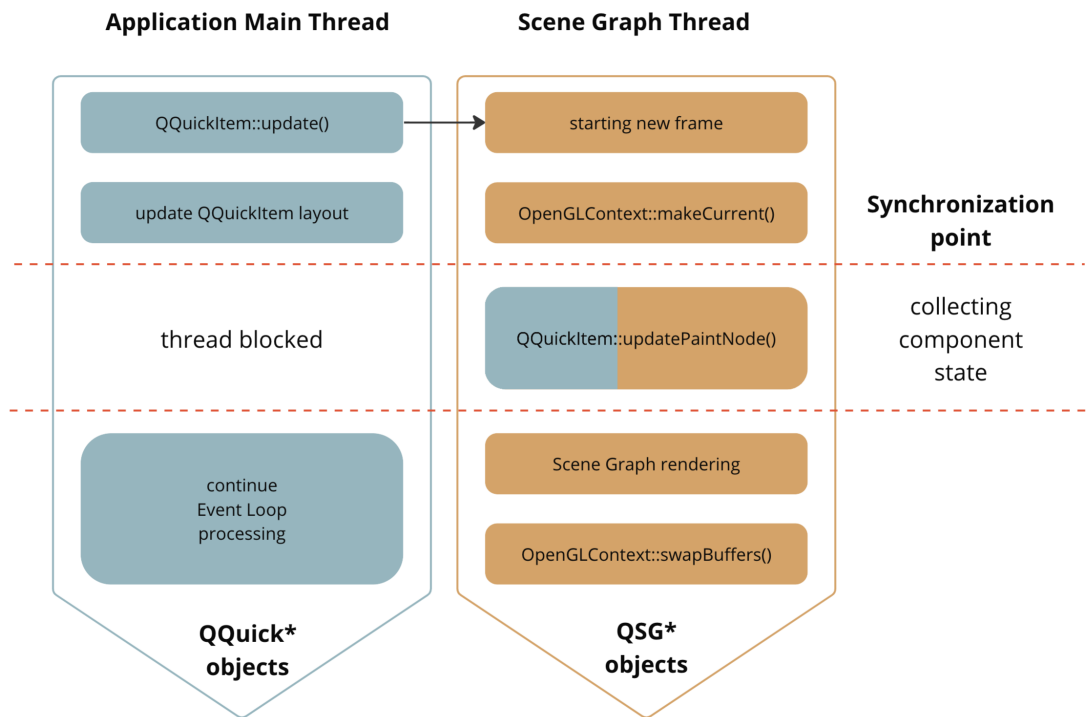 Application Main Thread
Scene Graph Thread
QQuickItem::update()
starting new frame
update QQuickItem layout
OpenGLContext::makeCurrent()
Synchronization
point
thread blocked
QQuickItem::updatePaintNode()
collecting
component
state
continue
Event Loop
processing
Scene Graph rendering
OpenGLContext::swapBuffers()
QQuick*
objects
QSG*
objects